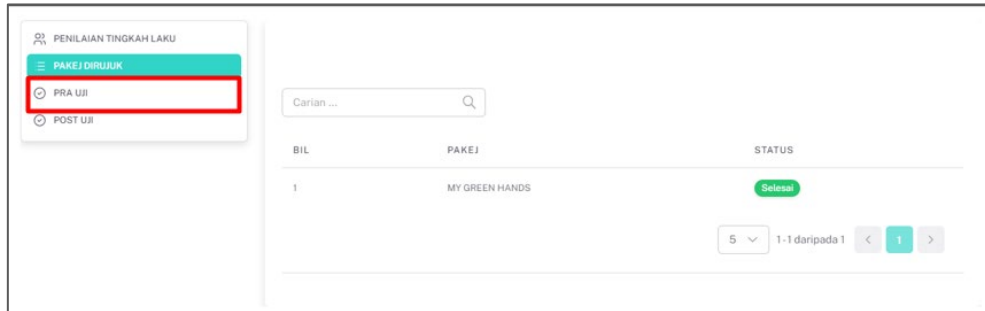 PENILAIAN TINGKAH LAKU
PAKEJ DIRUJUK
PRA UJI
POST UJI
Carian ...
BIL PAKEJ STATUS
1 MY GREEN HANDS Selesai
5 1-1 daripada 1 < 1 >